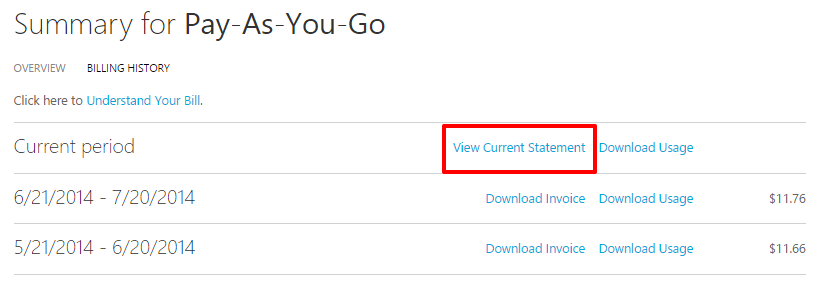 Summary for Pay-As-You-Go
OVERVIEW BILLING HISTORY
Click here to Understand Your Bill.
Current period View Current Statement Download Usage
6/21/2014 - 7/20/2014 Download Invoice Download Usage $11.76
5/21/2014 - 6/20/2014 Download Invoice Download Usage $11.66